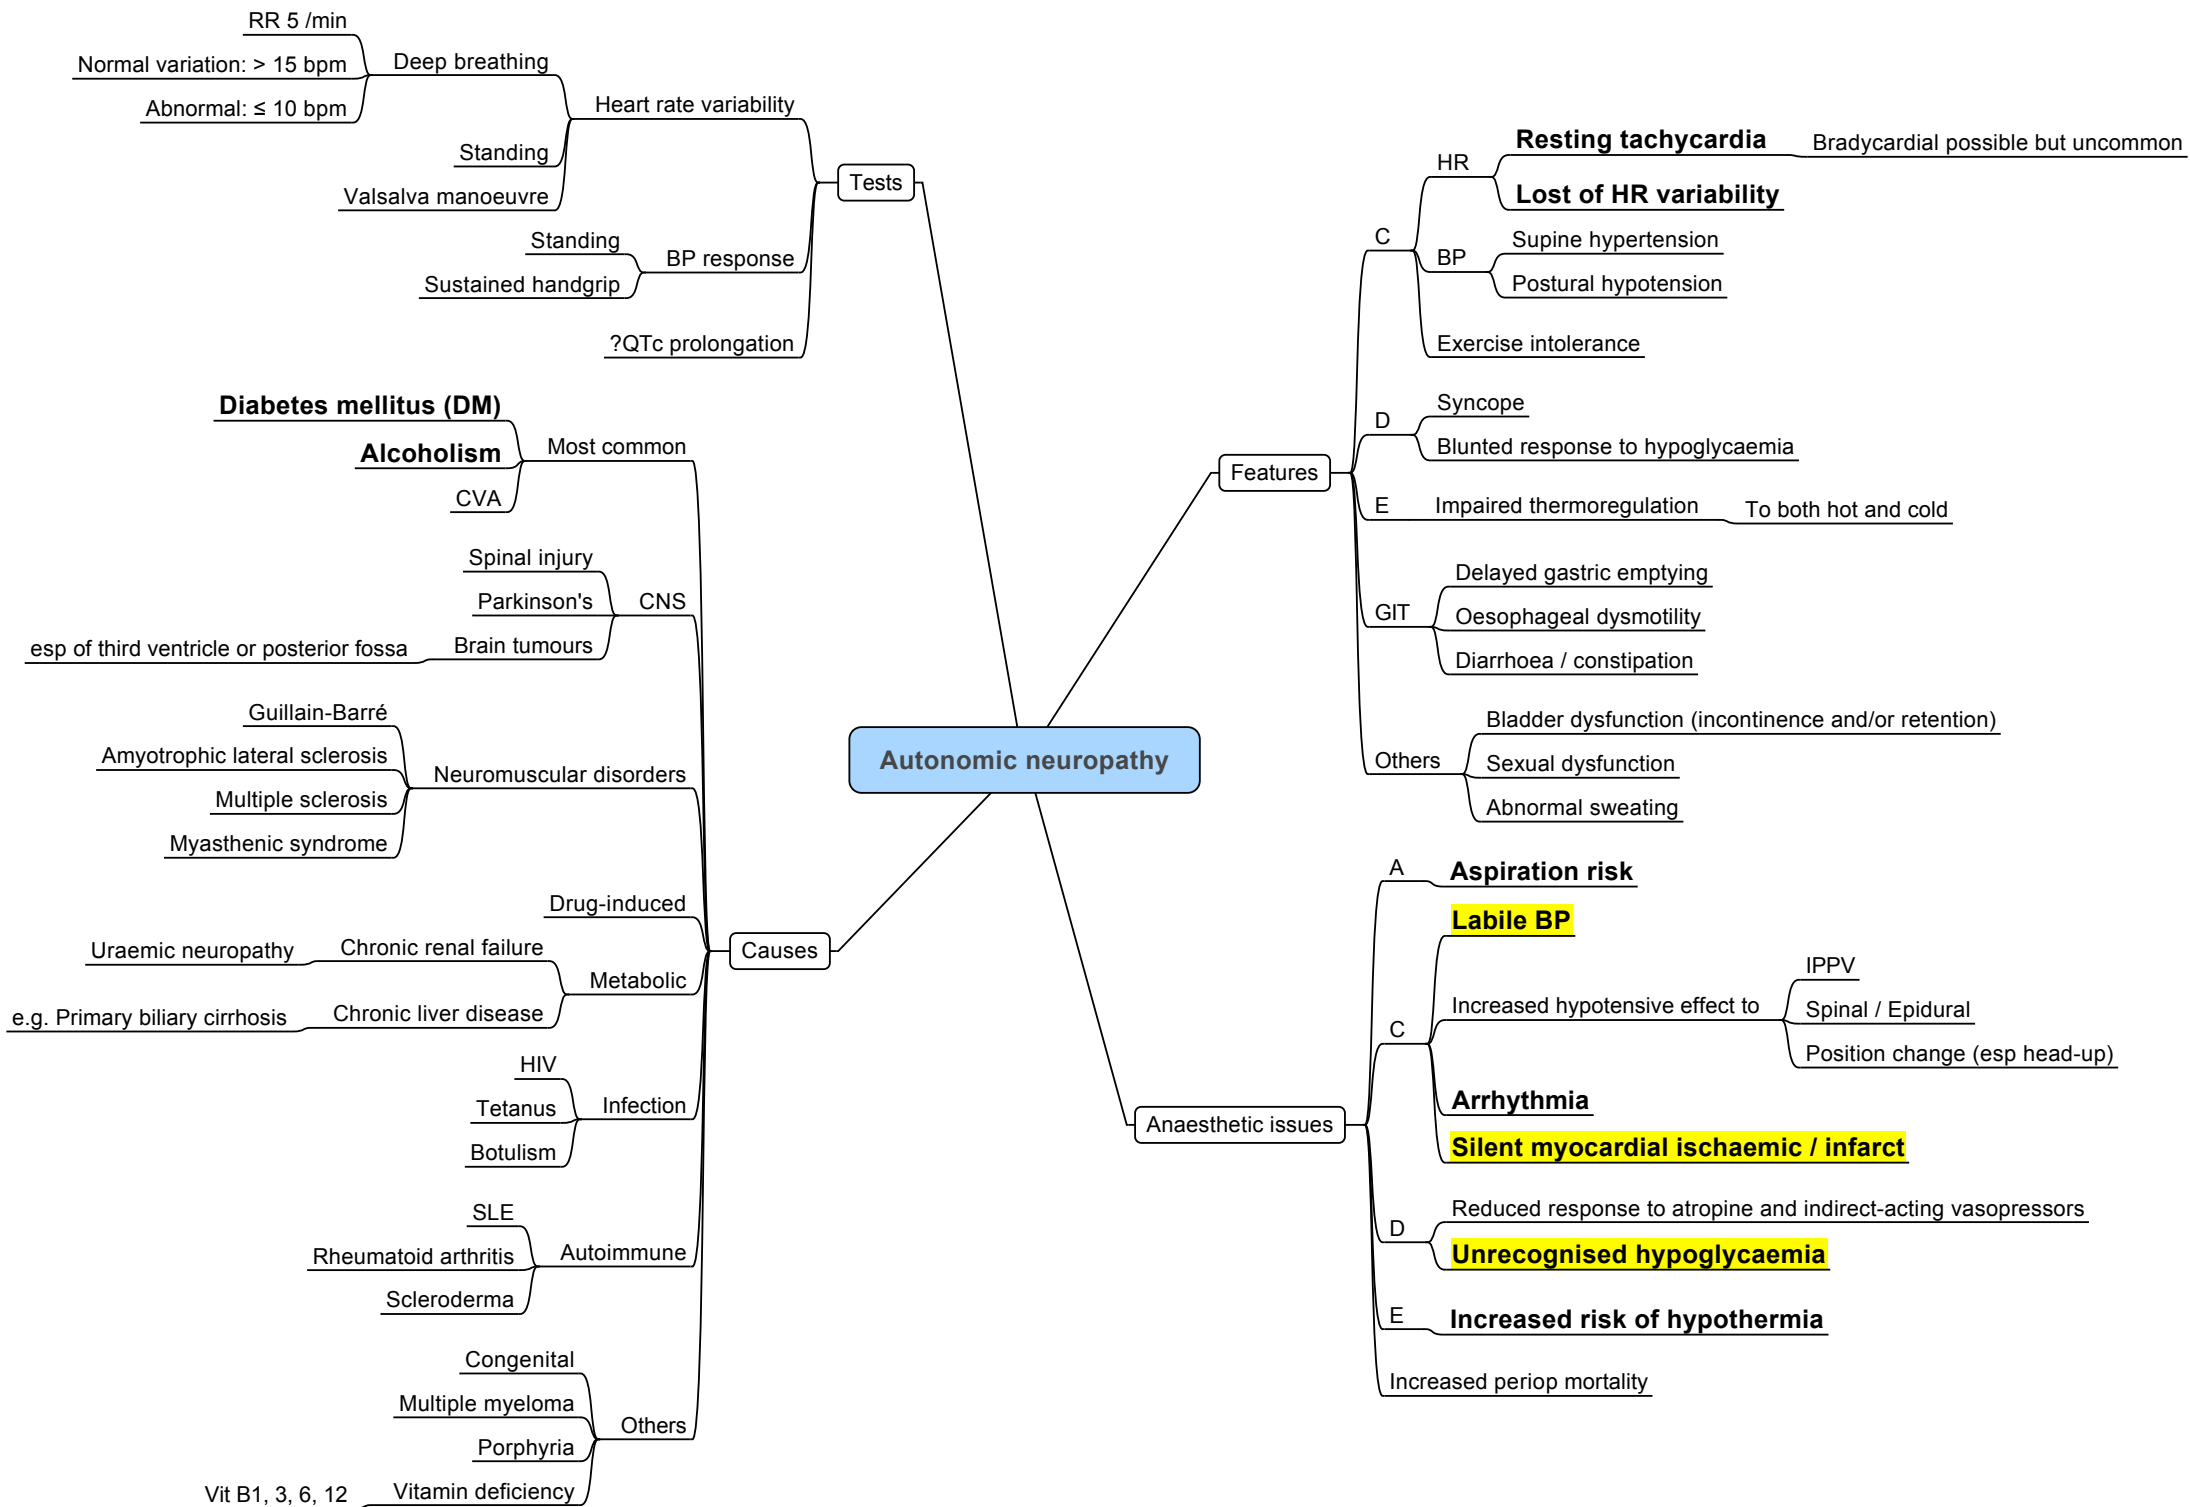 Autonomic neuropathy
Tests
Heart rate variability
Deep breathing
RR 5 /min
Normal variation: > 15 bpm
Abnormal: ≤ 10 bpm
Standing
Valsalva manoeuvre
BP response
Standing
Sustained handgrip
?QTc prolongation
Causes
Most common
Diabetes mellitus (DM)
Alcoholism
CVA
CNS
Spinal injury
Parkinson's
Brain tumours
esp of third ventricle or posterior fossa
Neuromuscular disorders
Guillain-Barré
Amyotrophic lateral sclerosis
Multiple sclerosis
Myasthenic syndrome
Drug-induced
Metabolic
Chronic renal failure
Uraemic neuropathy
Chronic liver disease
e.g. Primary biliary cirrhosis
Infection
HIV
Tetanus
Botulism
Autoimmune
SLE
Rheumatoid arthritis
Scleroderma
Others
Congenital
Multiple myeloma
Porphyria
Vitamin deficiency
Vit B1, 3, 6, 12
Features
C
HR
Resting tachycardia
Bradycardial possible but uncommon
Lost of HR variability
BP
Supine hypertension
Postural hypotension
Exercise intolerance
D
Syncope
Blunted response to hypoglycaemia
E
Impaired thermoregulation
To both hot and cold
GIT
Delayed gastric emptying
Oesophageal dysmotility
Diarrhoea / constipation
Others
Bladder dysfunction (incontinence and/or retention)
Sexual dysfunction
Abnormal sweating
Anaesthetic issues
A
Aspiration risk
C
Labile BP
Increased hypotensive effect to
IPPV
Spinal / Epidural
Position change (esp head-up)
Arrhythmia
Silent myocardial ischaemic / infarct
D
Reduced response to atropine and indirect-acting vasopressors
Unrecognised hypoglycaemia
E
Increased risk of hypothermia
Increased periop mortality